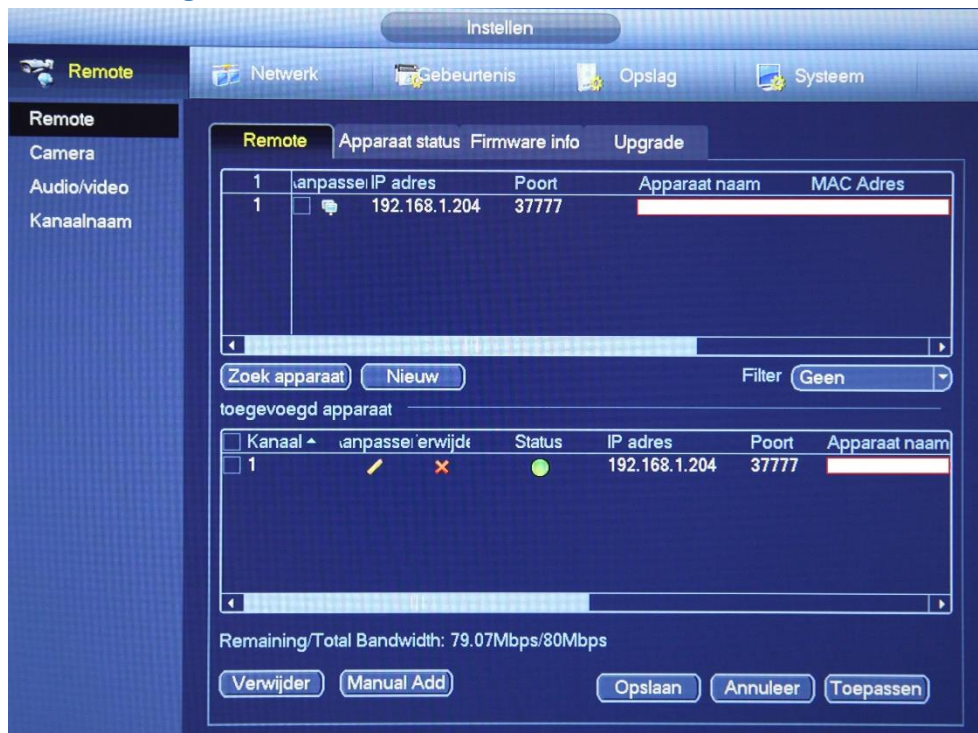 Instellen
Remote Netwerk Gebeurtenis Opslag Systeem
Remote
Camera
Audio/video
Kanaalnaam
Remote Apparaat status Firmware info Upgrade
1 anpasse IP adres Poort Apparaat naam MAC Adres
1 192.168.1.204 37777
Zoek apparaat Nieuw Filter Geen
toegevoegd apparaat
Kanaal anpasse erwijde Status IP adres Poort Apparaat naam
1 192.168.1.204 37777
Remaining/Total Bandwidth: 79.07Mbps/80Mbps
Verwijder Manual Add Opslaan Annuleer Toepassen